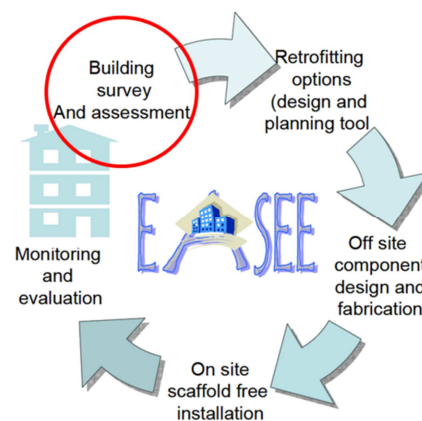 Building
survey
And assessment
Retrofitting
options
(design and
planning tool
Off site
component
design and
fabrication
On site
scaffold free
installation
Monitoring
and
evaluation
EASEE